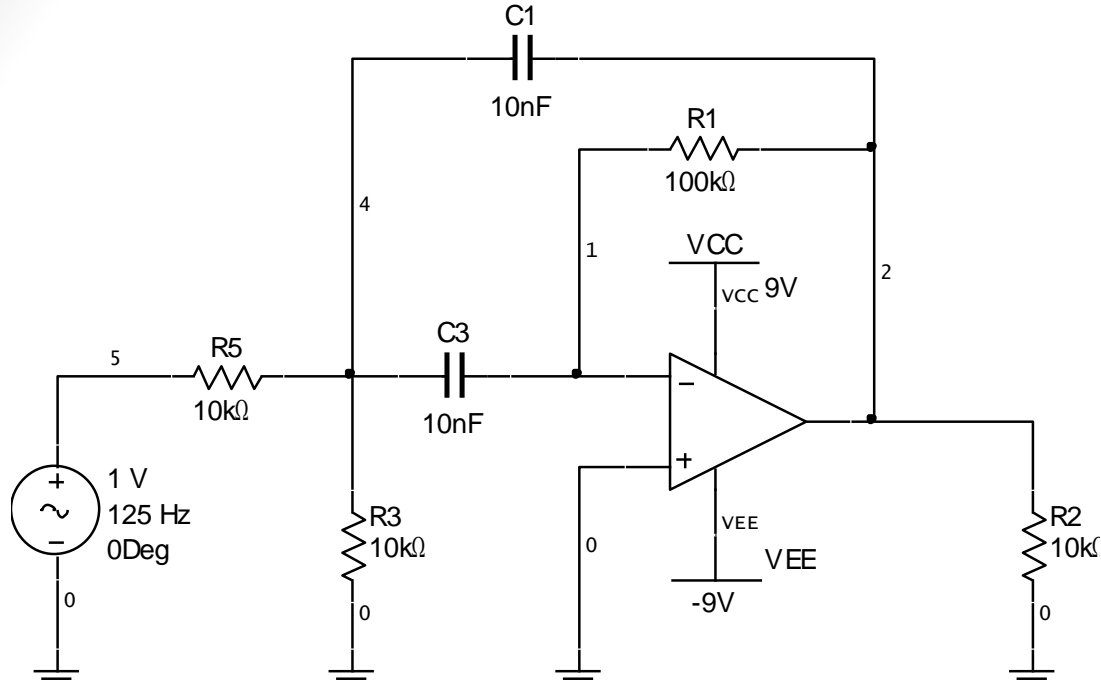 C1
10nF
R1
100kΩ
4
1
VCC
VCC 9V
2
C3
10nF
5
R5
10kΩ
−
+
+
1 V
125 Hz
0Deg
−
R3
10kΩ
0
VEE
VEE
-9V
R2
10kΩ
0
0
0